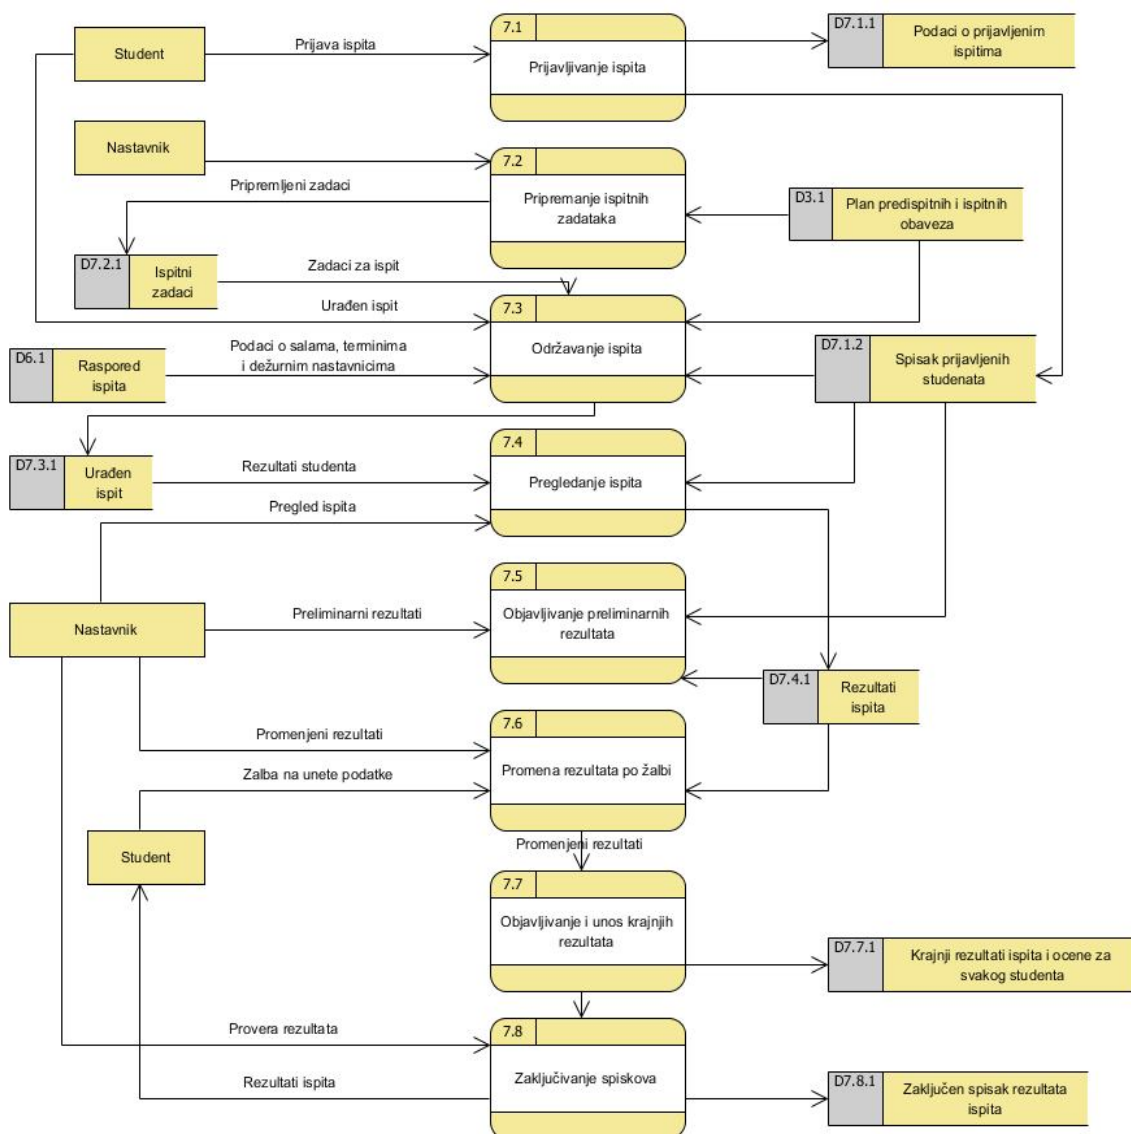 Student
Prijava ispita
7.1
Prijavljivanje ispita
D7.1.1
Podaci o prijavljenim
ispitima
Nastavnik
7.2
Pripremanje ispitnih
zadataka
Pripremljeni zadaci
D3.1
Plan predispitnih i ispitnih
obaveza
D7.2.1
Ispitni
zadaci
Zadaci za ispit
Urađen ispit
7.3
Održavanje ispita
D6.1
Raspored
ispita
Podaci o salama, terminima
i dežurnim nastavnicima
D7.1.2
Spisak prijavljenih
studenata
D7.3.1
Urađen
ispit
Rezultati studenta
7.4
Pregledanje ispita
Pregled ispita
Nastavnik
Preliminarni rezultati
7.5
Objavljivanje preliminarnih
rezultata
D7.4.1
Rezultati
ispita
Promenjeni rezultati
7.6
Promena rezultata po žalbi
Zalba na unete podatke
Student
Promenjeni rezultati
7.7
Objavljivanje i unos krajnjih
rezultata
D7.7.1
Krajnji rezultati ispita i ocene za
svakog studenta
Provera rezultata
7.8
Zaključivanje spiskova
Rezultati ispita
D7.8.1
Zaključen spisak rezultata
ispita